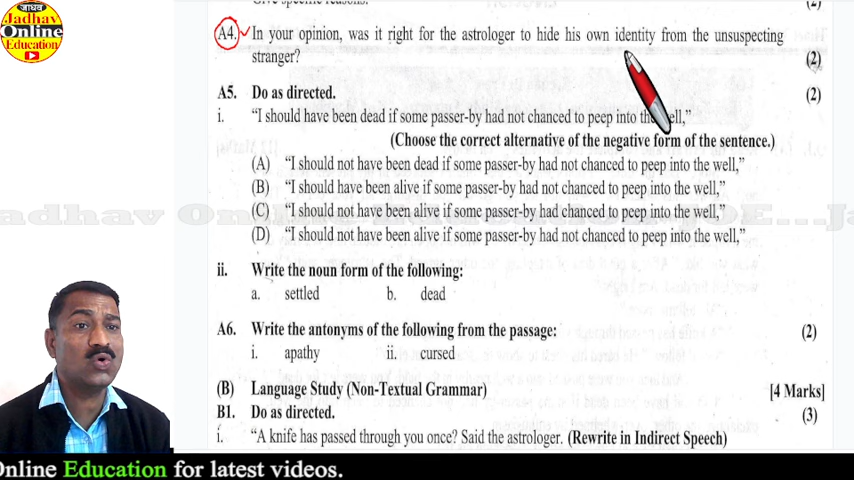 जाधव
Jadhav
Online
Education
Give specific reasons.
(2)
A4. In your opinion, was it right for the astrologer to hide his own identity from the unsuspecting
stranger?
(2)
A5. Do as directed.
(2)
i. “I should have been dead if some passer-by had not chanced to peep into the well,”
(Choose the correct alternative of the negative form of the sentence.)
(A) “I should not have been dead if some passer-by had not chanced to peep into the well,”
(B) “I should have been alive if some passer-by had not chanced to peep into the well,”
(C) “I should not have been alive if some passer-by had chanced to peep into the well,”
(D) “I should not have been alive if some passer-by had not chanced to peep into the well,”
ii. Write the noun form of the following:
a. settled b. dead
A6. Write the antonyms of the following from the passage:
(2)
i. apathy ii. cursed
(B) Language Study (Non-Textual Grammar)
[4 Marks]
B1. Do as directed.
(3)
i. “A knife has passed through you once? Said the astrologer. (Rewrite in Indirect Speech)
Online Education for latest videos.